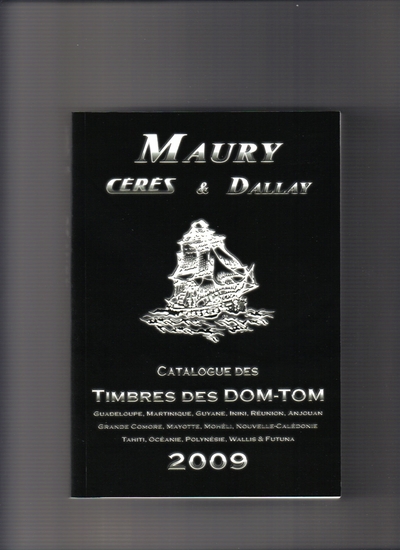 MAURY
CÉRÈS & DALLAY
CATALOGUE DES
TIMBRES DES DOM-TOM
GUADELOUPE, MARTINIQUE, GUYANE, ININI, RÉUNION, ANJOUAN
GRANDE COMORE, MAYOTTE, MOHÉLI, NOUVELLE-CALÉDONIE
TAHITI, OCÉANIE, POLYNÉSIE, WALLIS & FUTUNA
2009